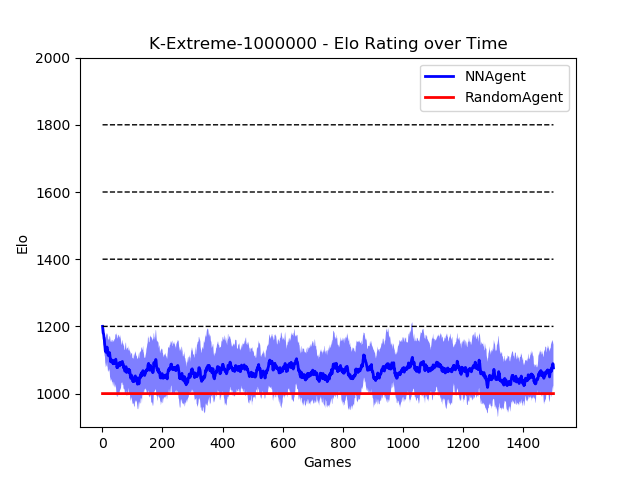 K-Extreme-1000000 - Elo Rating over Time
NNAgent
RandomAgent
2000
1800
1600
1400
1200
1000
Elo
0 200 400 600 800 1000 1200 1400
Games